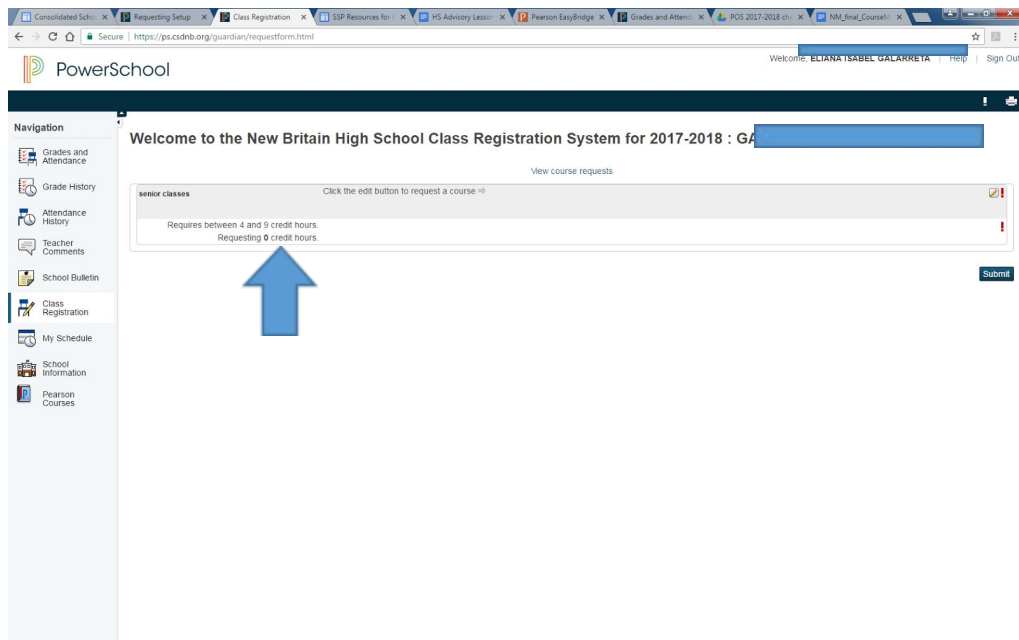 Consolidated Scho
Requesting Setup
Class Registration
SSP Resources for
HS Advisory Lesson
Pearson EasyBridge
Grades and Attend
POS 2017-2018
NM_final_CourseM
Secure | https://ps.csdnb.org/guardian/requestform.html
PowerSchool
Welcome, ELIANA ISABEL GALARRETA | Help | Sign Out
Navigation
Grades and
Attendance
Grade History
Attendance
History
Teacher
Comments
School Bulletin
Class
Registration
My Schedule
School
Information
Pearson
Courses
Welcome to the New Britain High School Class Registration System for 2017-2018 : GA
View course requests
senior classes
Click the edit button to request a course ⇨
Requires between 4 and 9 credit hours.
Requesting 0 credit hours.
Submit